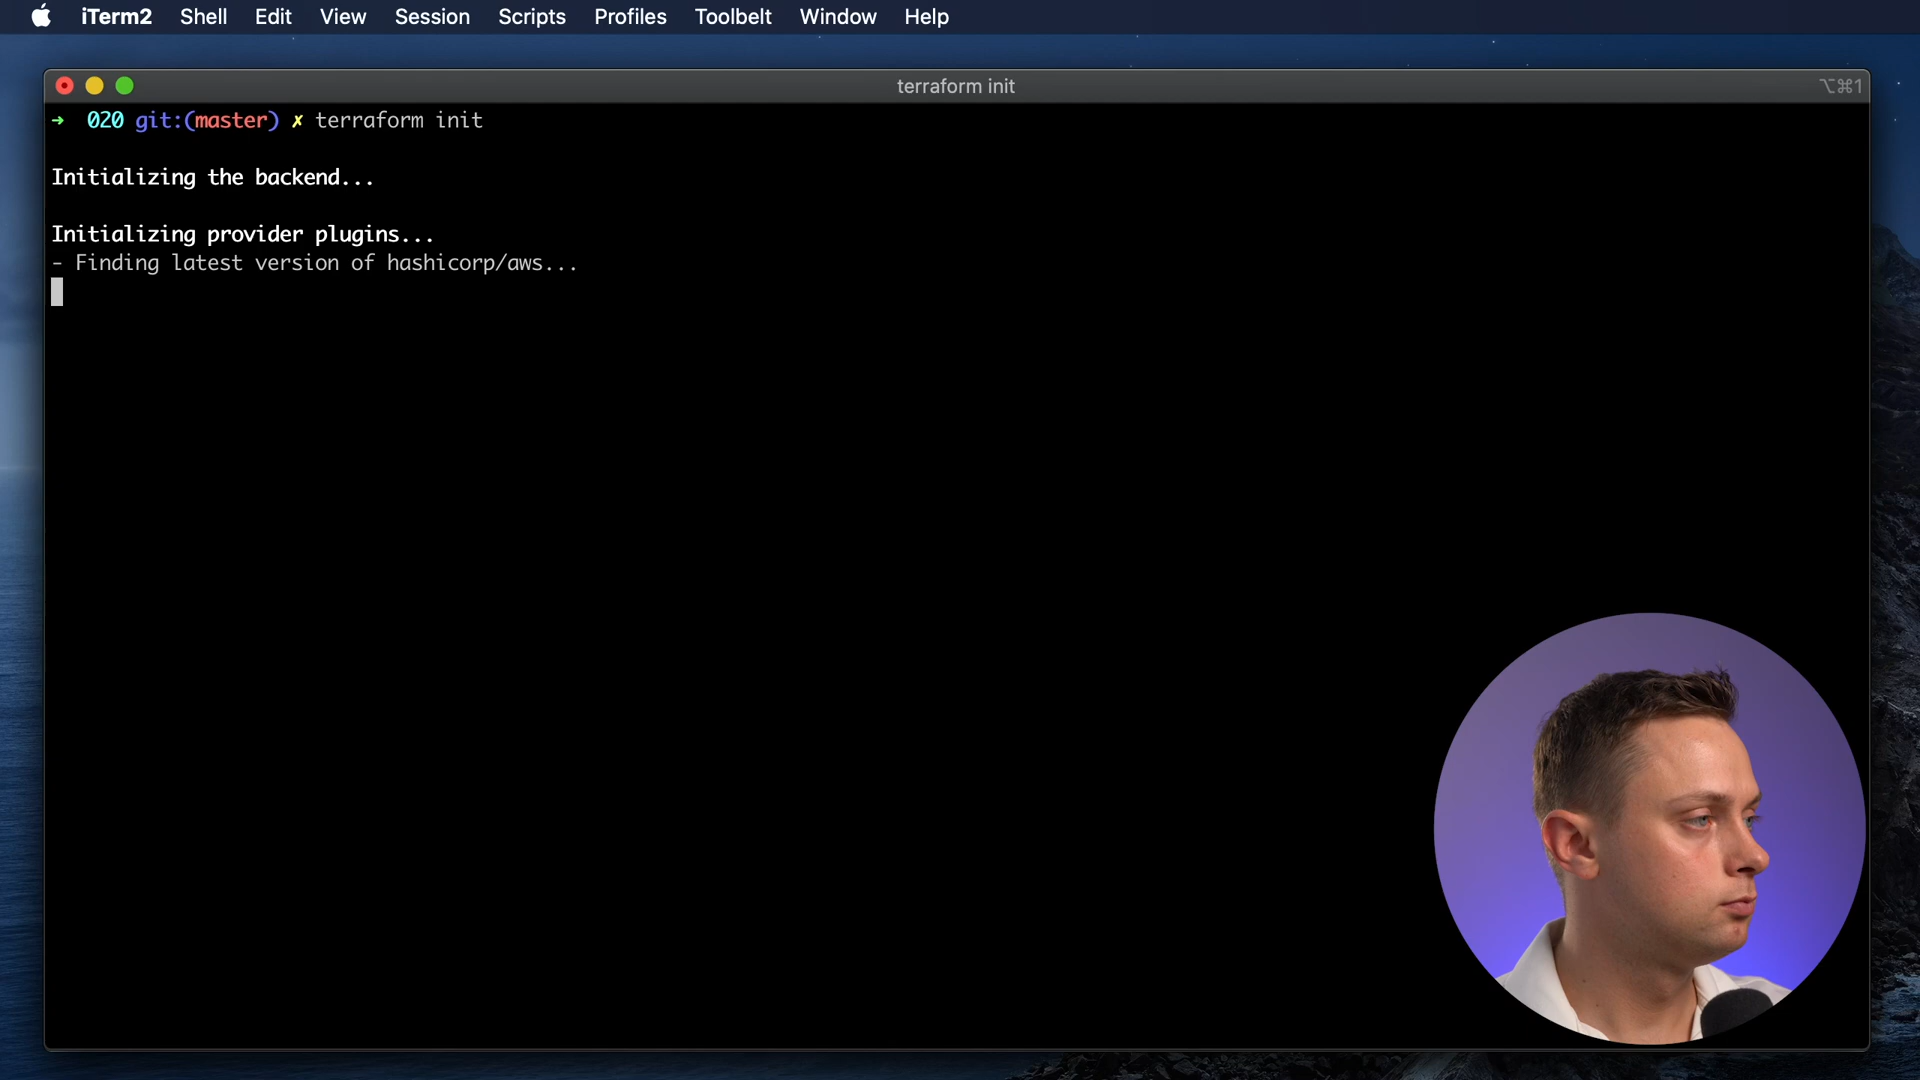 iTerm2 Shell Edit View Session Scripts Profiles Toolbelt Window Help
terraform init ⌥⌘1
➜ 020 git:(master) ✗ terraform init
Initializing the backend...
Initializing provider plugins...
- Finding latest version of hashicorp/aws...